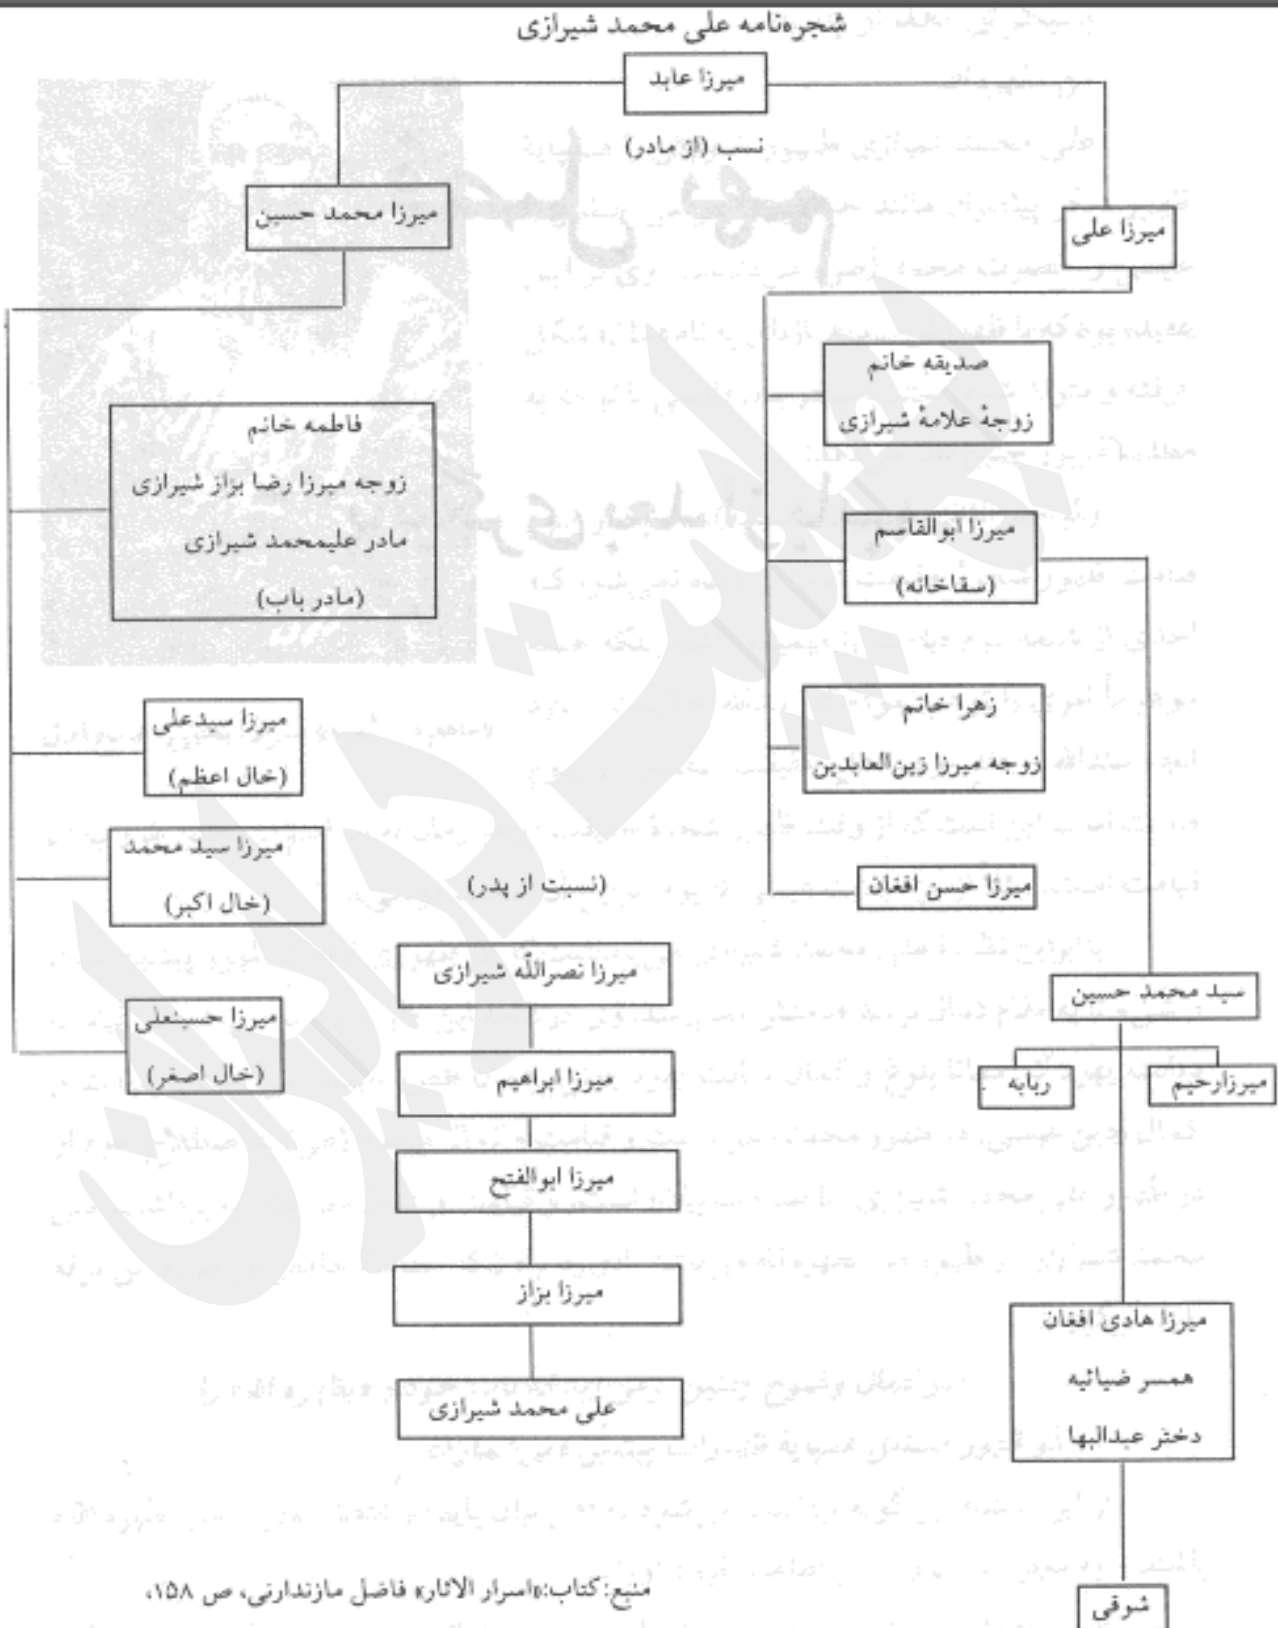 شجره‌نامه علی محمد شیرازی
میرزا عابد
نسب (از مادر)
میرزا علی
میرزا محمد حسین
صدیقه خانم
زوجۀ علامۀ شیرازی
میرزا ابوالقاسم
(سقاخانه)
زهرا خانم
زوجه میرزا زین‌العابدین
میرزا حسن افغان
سید محمد حسین
میرزارحیم
ربابه
میرزا هادی افغان
همسر ضیائیه
دختر عبدالبها
شوقی
فاطمه خانم
زوجه میرزا رضا بزاز شیرازی
مادر علیمحمد شیرازی
(مادر باب)
میرزا سیدعلی
(خال اعظم)
میرزا سید محمد
(خال اکبر)
میرزا حسینعلی
(خال اصغر)
(نسبت از پدر)
میرزا نصراللّه شیرازی
میرزا ابراهیم
میرزا ابوالفتح
میرزا بزاز
علی محمد شیرازی
منبع: کتاب:«اسرار الاثار» فاضل مازندارنی، ص ۱۵۸،